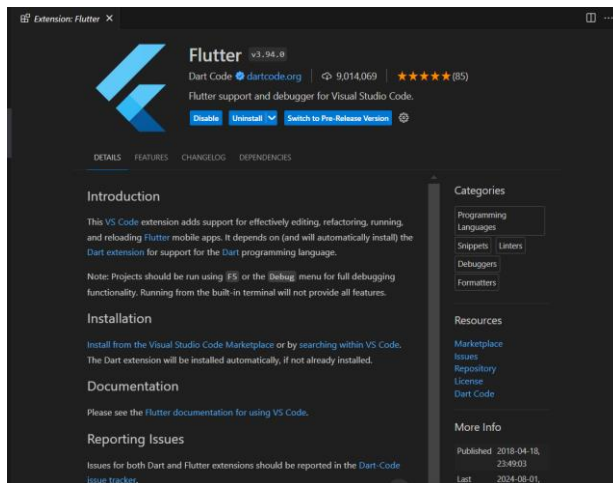 Extension: Flutter
Flutter v3.94.0
Dart Code dartcode.org 9,014,069 (85)
Flutter support and debugger for Visual Studio Code.
Disable Uninstall Switch to Pre-Release Version
DETAILS FEATURES CHANGELOG DEPENDENCIES
Introduction
This VS Code extension adds support for effectively editing, refactoring, running,
and reloading Flutter mobile apps. It depends on (and will automatically install) the
Dart extension for support for the Dart programming language.
Note: Projects should be run using F5 or the Debug menu for full debugging
functionality. Running from the built-in terminal will not provide all features.
Installation
Install from the Visual Studio Code Marketplace or by searching within VS Code.
The Dart extension will be installed automatically, if not already installed.
Documentation
Please see the Flutter documentation for using VS Code.
Reporting Issues
Issues for both Dart and Flutter extensions should be reported in the Dart-Code
issue tracker.
Categories
Programming
Languages
Snippets Linters
Debuggers
Formatters
Resources
Marketplace
Issues
Repository
License
Dart Code
More Info
Published 2018-04-18,
23:49:03
Last 2024-08-01,